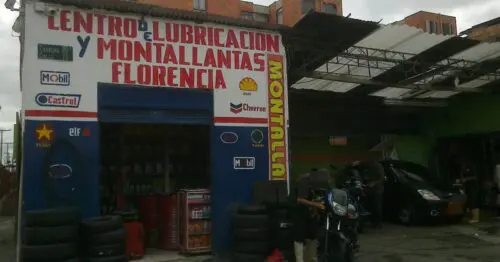 CENTRO DE LUBRICACION
Y MONTALLANTAS
FLORENCIA
MONTALLA
Mobil
Castrol
Chevron
elf
Mobil